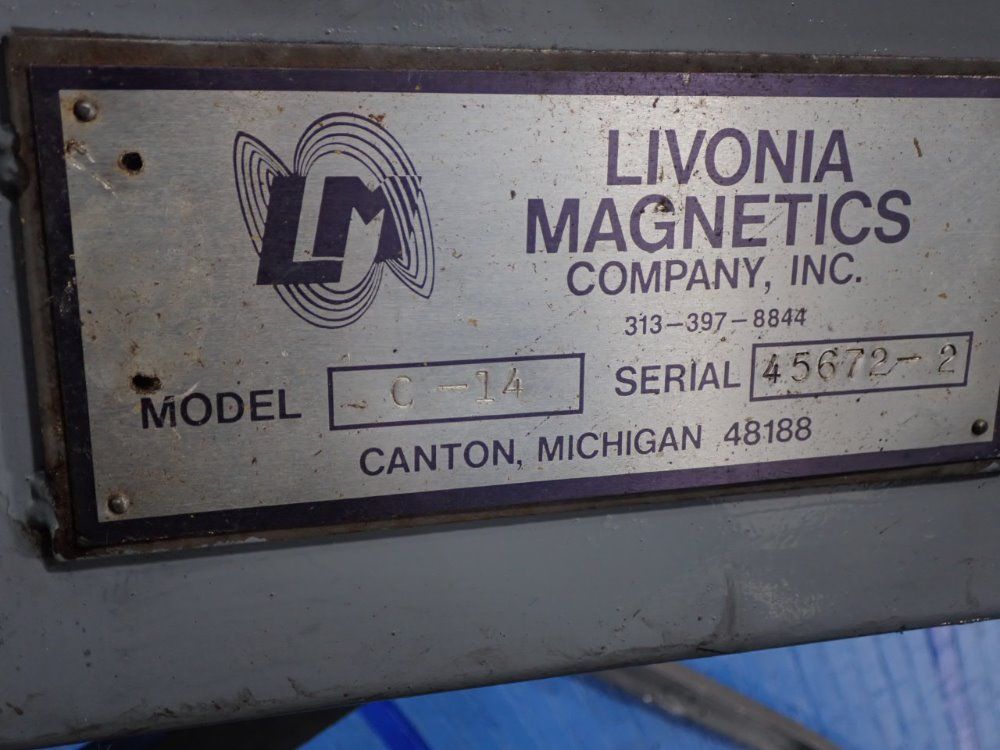 LM
LIVONIA
MAGNETICS
COMPANY, INC.
313-397-8844
MODEL C-14 SERIAL 45672-2
CANTON, MICHIGAN 48188